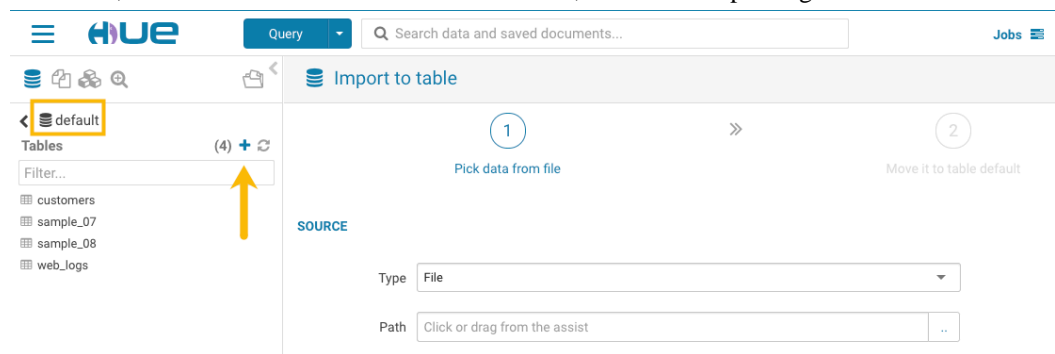 HUE
Query
Search data and saved documents...
Jobs
Import to table
default
Tables (4)
Filter...
customers
sample_07
sample_08
web_logs
1
2
Pick data from file
Move it to table default
SOURCE
Type File
Path Click or drag from the assist ..